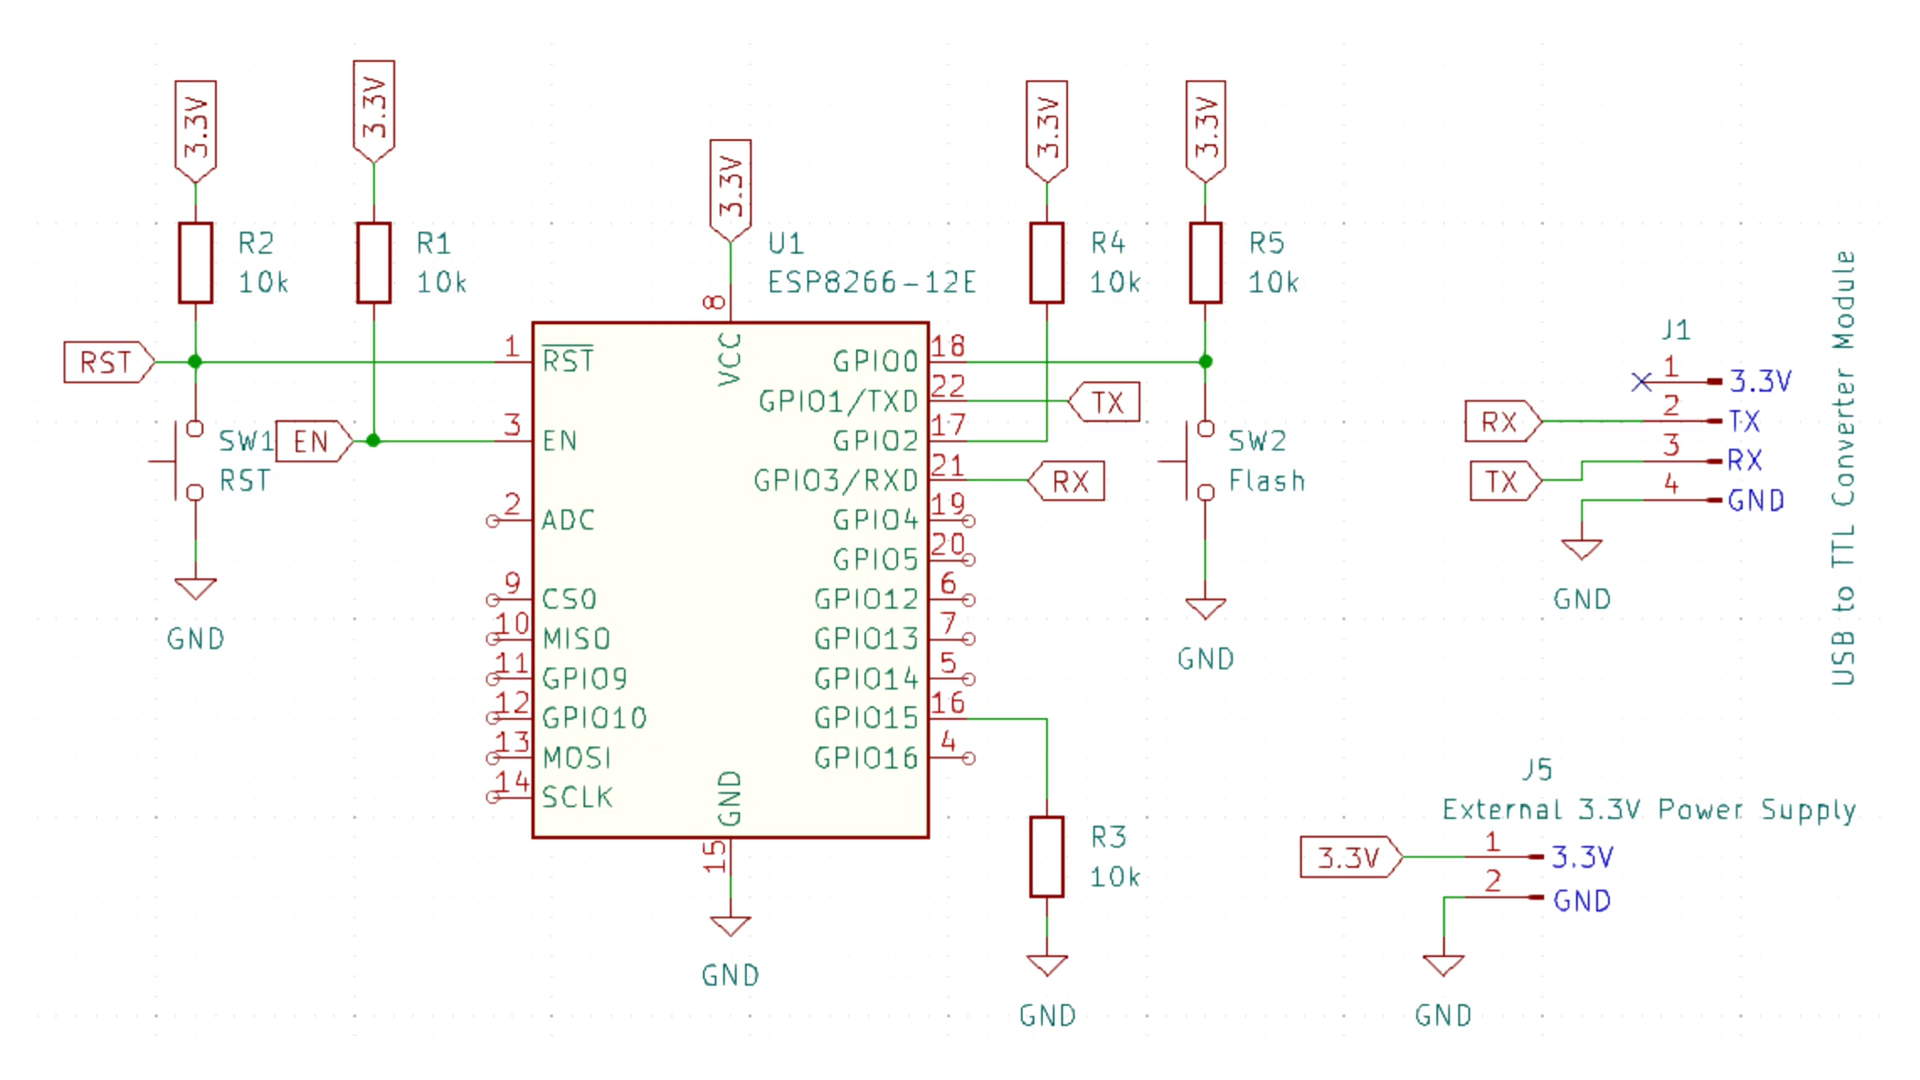 3.3V
3.3V
3.3V
3.3V
3.3V
R2
10k
R1
10k
U1
ESP8266-12E
R4
10k
R5
10k
8
VCC
RST
1
RST
18
GPIO0
22
GPIO1/TXD
TX
SW1
RST
EN
3
EN
17
GPIO2
21
GPIO3/RXD
RX
SW2
Flash
2
ADC
19
GPIO4
20
GPIO5
9
CS0
6
GPIO12
10
MISO
7
GPIO13
11
GPIO9
5
GPIO14
12
GPIO10
16
GPIO15
13
MOSI
4
GPIO16
14
SCLK
GND
15
GND
GND
GND
R3
10k
GND
J1
1
3.3V
RX
2
TX
TX
3
RX
4
GND
GND
USB to TTL Converter Module
J5
External 3.3V Power Supply
3.3V
1
3.3V
2
GND
GND